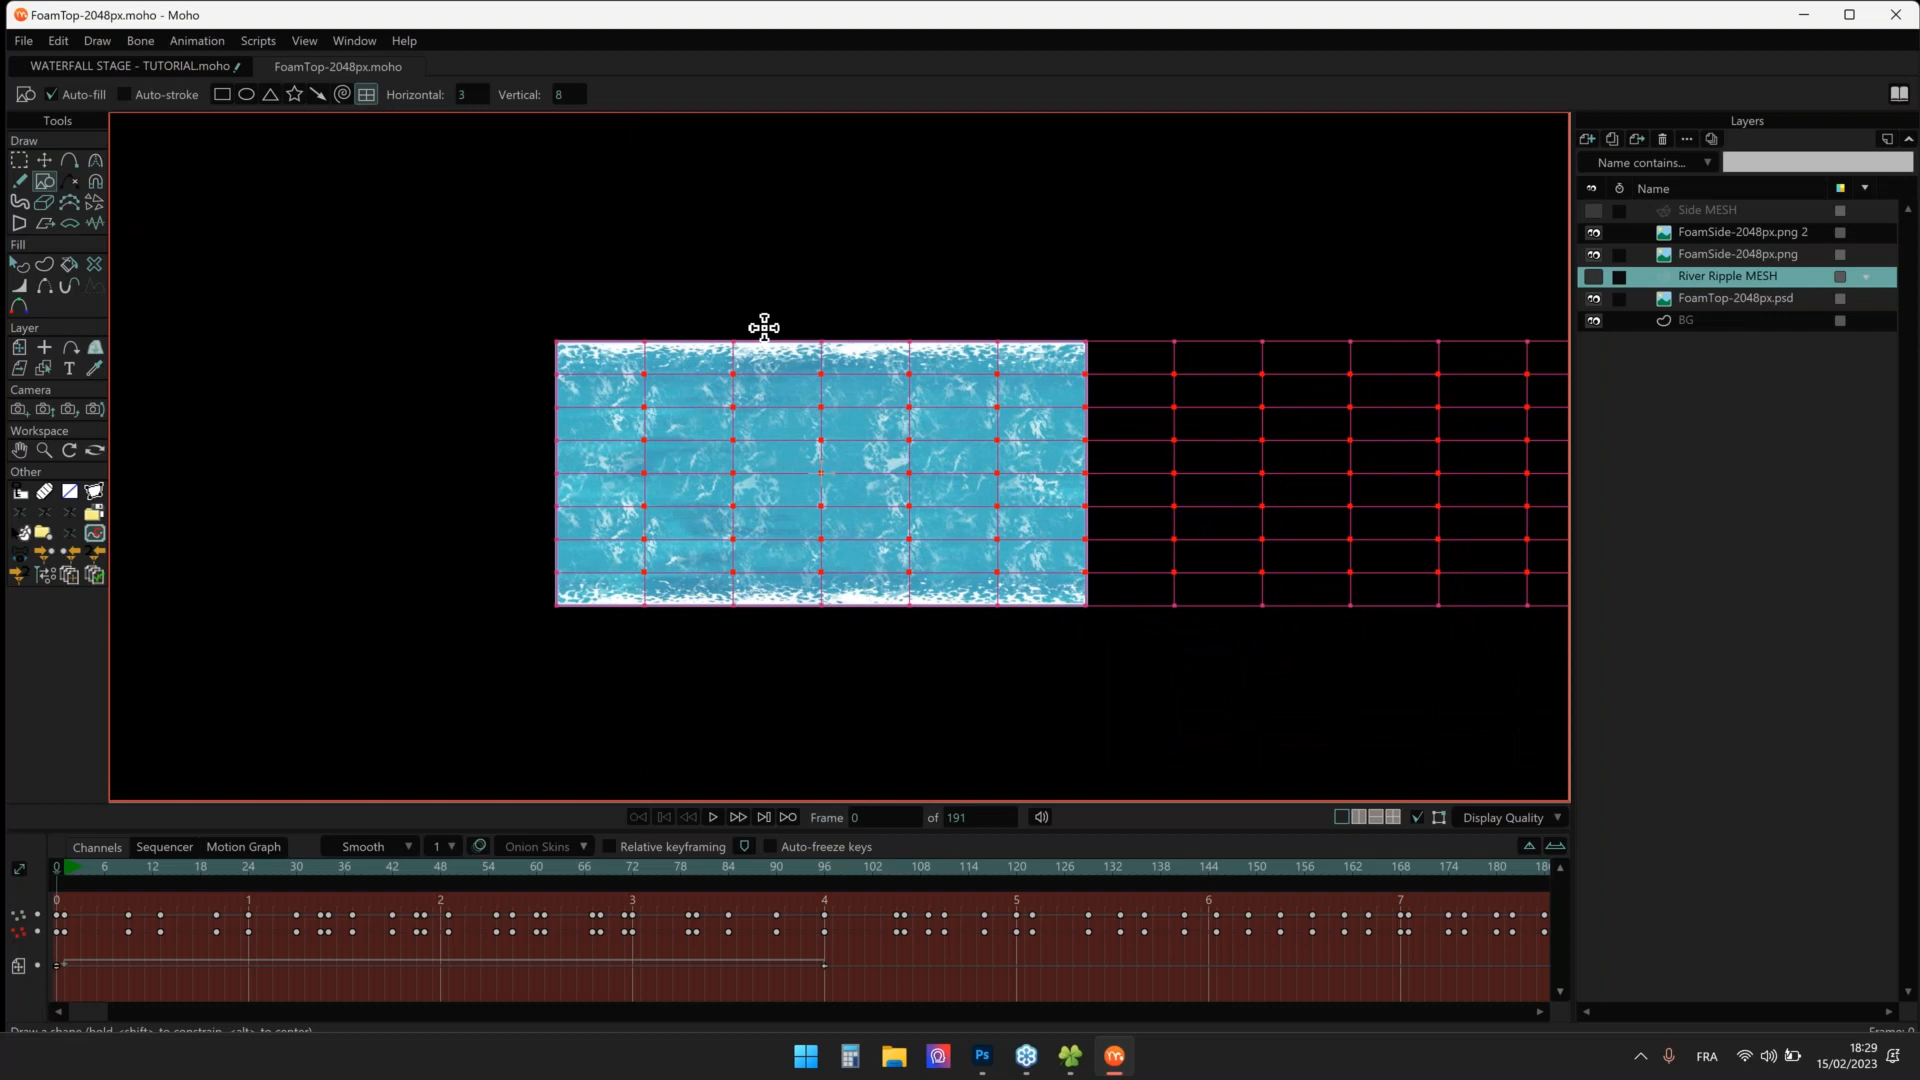 FoamTop-2048px.moho - Moho
File Edit Draw Bone Animation Scripts View Window Help
WATERFALL STAGE - TUTORIAL.moho FoamTop-2048px.moho
Auto-fill Auto-stroke Horizontal: 3 Vertical: 8
Tools
Draw
Fill
Layer
T
Camera
Workspace
Other
Layers
Name contains...
Name
Side MESH
FoamSide-2048px.png 2
FoamSide-2048px.png
River Ripple MESH
FoamTop-2048px.psd
BG
Frame 0 of 191 Display Quality
Channels Sequencer Motion Graph Smooth 1 Onion Skins Relative keyframing Auto-freeze keys
0 6 12 18 24 30 36 42 48 54 60 66 72 78 84 90 96 102 108 114 120 126 132 138 144 150 156 162 168 174 180
0 1 2 3 4 5 6 7
Draw a shape (hold <shift> to constrain, <alt> to center)
Frame: 0
Ps
FRA
18:29
15/02/2023